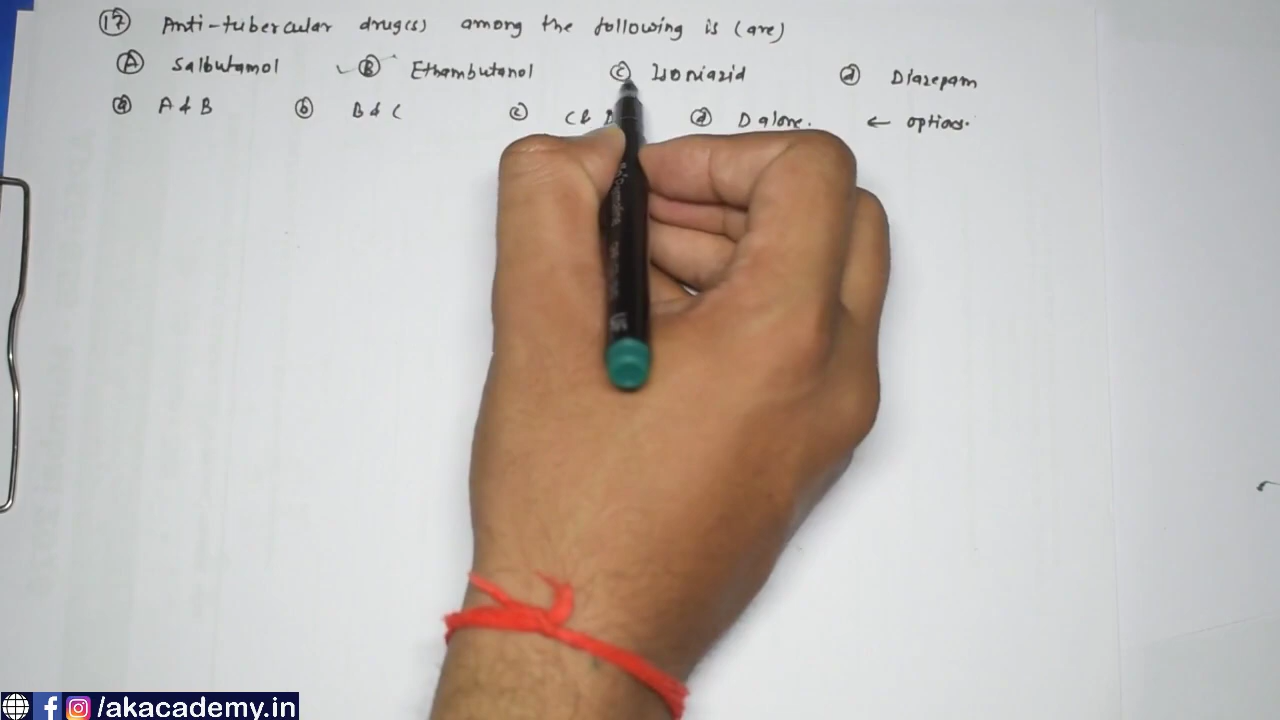 17 Anti-tubercular drug(s) among the following is (are)
A Salbutamol B Ethambutanol C Isoniazid d Diazepam
a A & B b B & C c C & D d D alone. ← options.
/akacademy.in